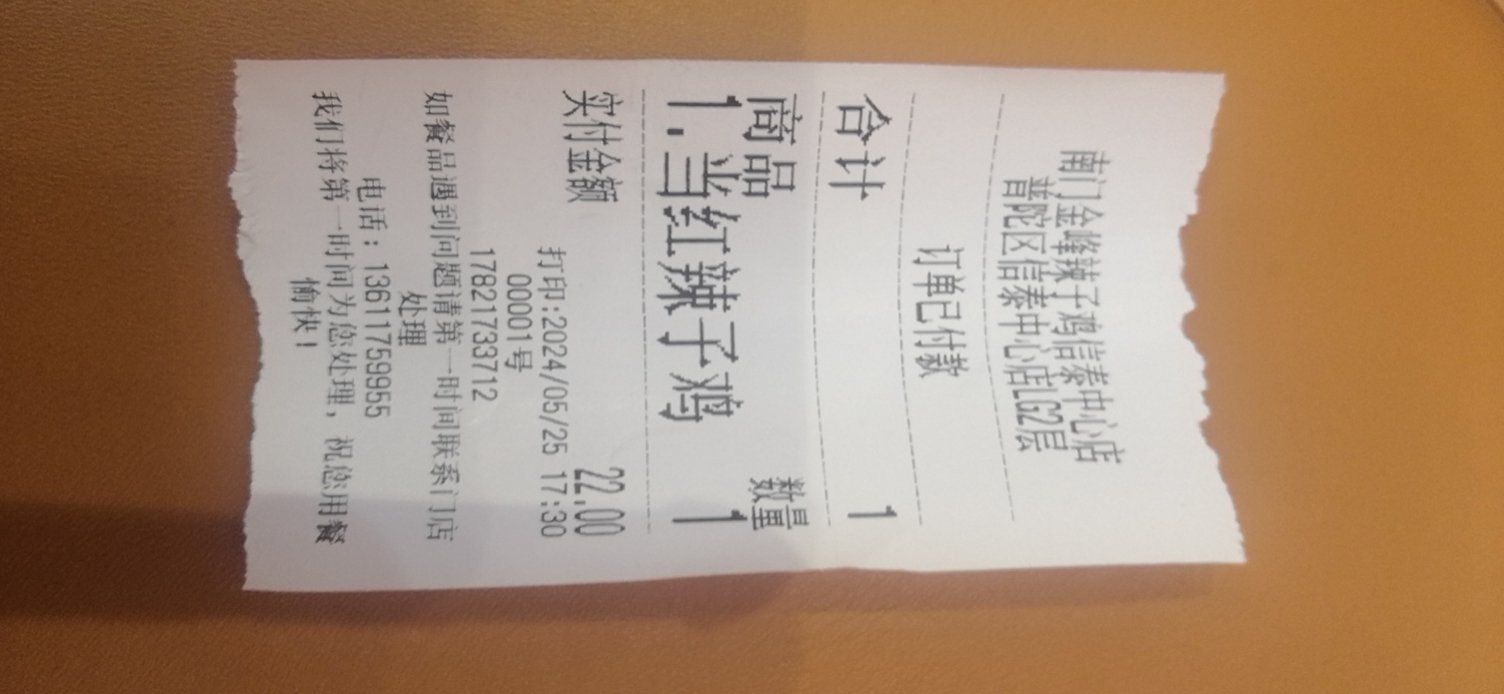 南门金峰辣子鸡信泰中心店
普陀区信泰中心店LG2层
订单已付款
合计 1
商品 数量
1.当红辣子鸡 1
实付金额 22.00
打印:2024/05/25 17:30
00001号
17821733712
如餐品遇到问题请第一时间联系门店
处理
电话：13611759955
我们将第一时间为您处理，祝您用餐
愉快！